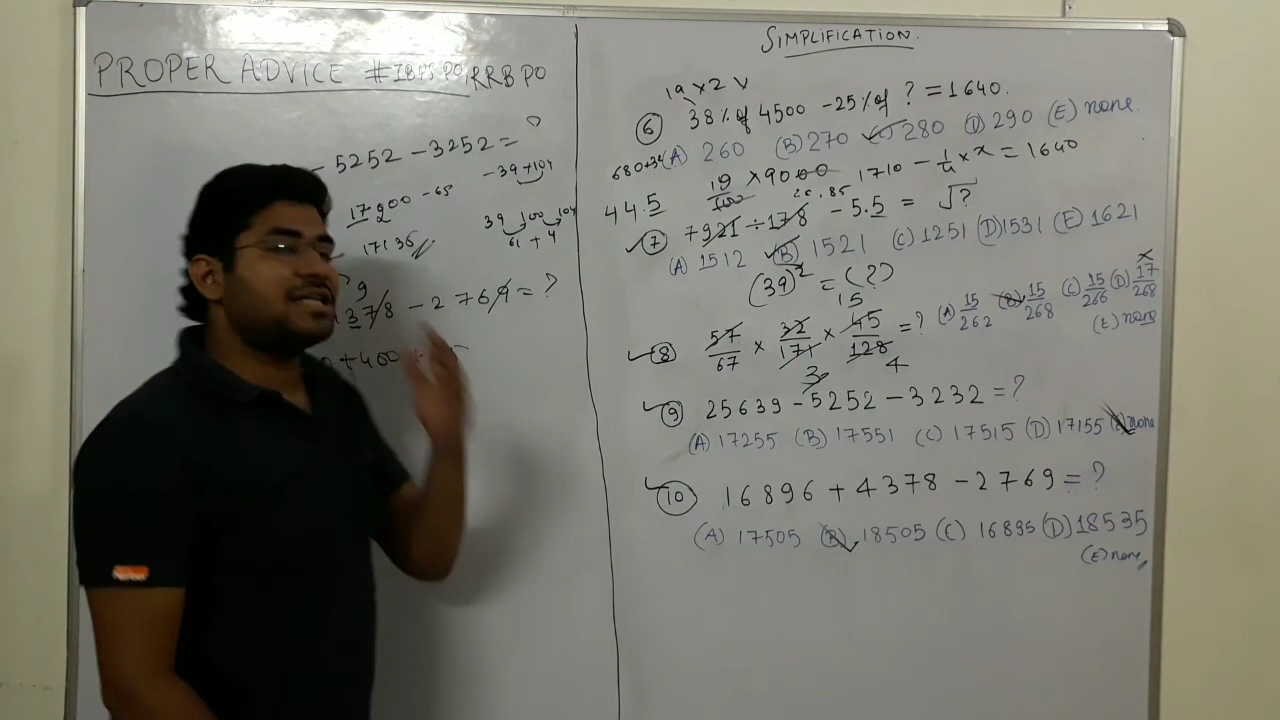 PROPER ADVICE # IBPS PO, RRB PO
- 5252 - 3252 = ?
- 39 + 104
17900 - 65
39 100 104
61 + 4
17136
9
378 - 2769 = ?
+ 400 +
SIMPLIFICATION.
19 x 2
(6) 38% of 4500 - 25% of ? = 1640.
(A) 260 (B) 270 (C) 280 (D) 290 (E) none.
680+34
19/100 x 9000 1710 - 1/4 x x = 1640
44.5
(7) 7921 ÷ 178 - 5.5 = √?
(A) 1512 (B) 1521 (C) 1251 (D) 1531 (E) 1621
(39)² = (?)
15
(8) 57/67 x 32/171 x 45/128 = ? (A) 15/262 (B) 15/268 (C) 15/266 (D) 17/268
(E) none
3 4
(9) 25639 - 5252 - 3232 = ?
(A) 17255 (B) 17551 (C) 17515 (D) 17155 none
(10) 16896 + 4378 - 2769 = ?
(A) 17505 (B) 18505 (C) 16895 (D) 18535
(E) none,